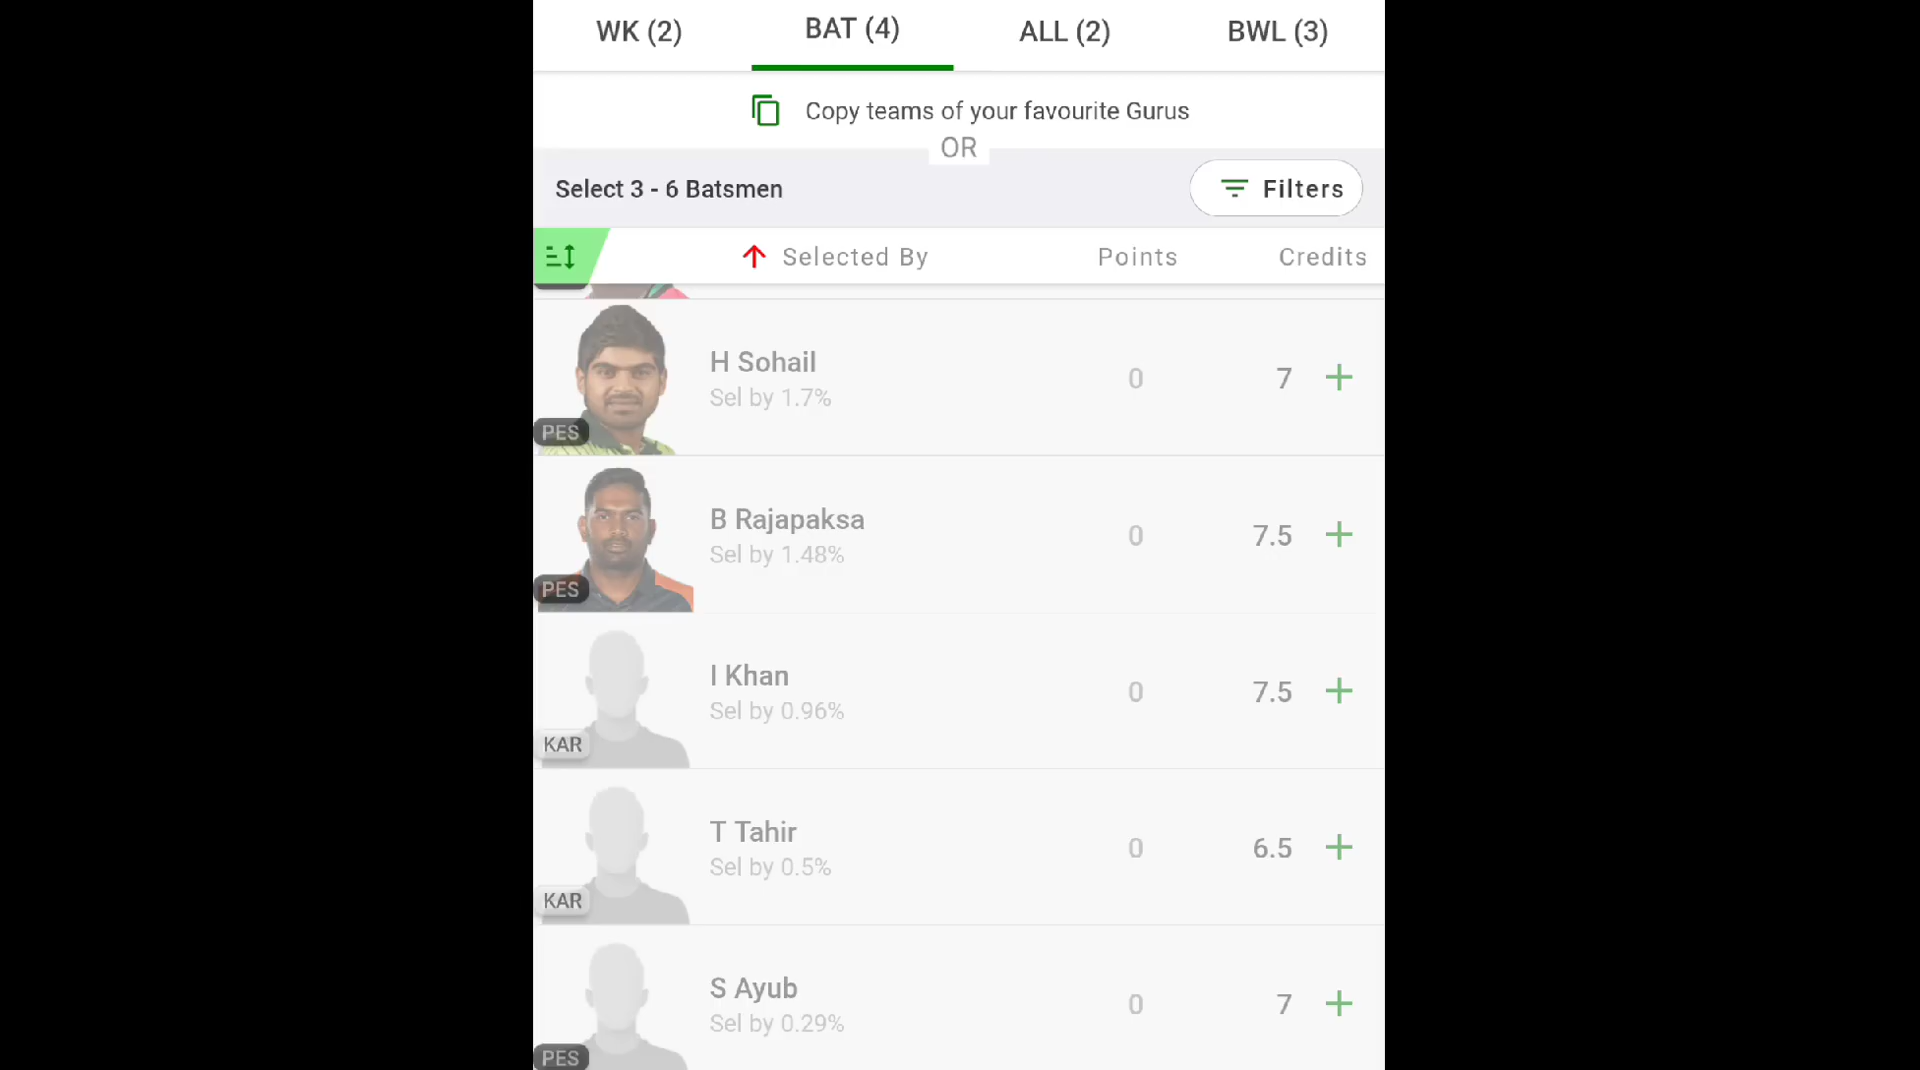 WK (2) BAT (4) ALL (2) BWL (3)
Copy teams of your favourite Gurus
OR
Select 3 - 6 Batsmen Filters
Selected By Points Credits
H Sohail
Sel by 1.7%
0 7
PES
B Rajapaksa
Sel by 1.48%
0 7.5
PES
I Khan
Sel by 0.96%
0 7.5
KAR
T Tahir
Sel by 0.5%
0 6.5
KAR
S Ayub
Sel by 0.29%
0 7
PES